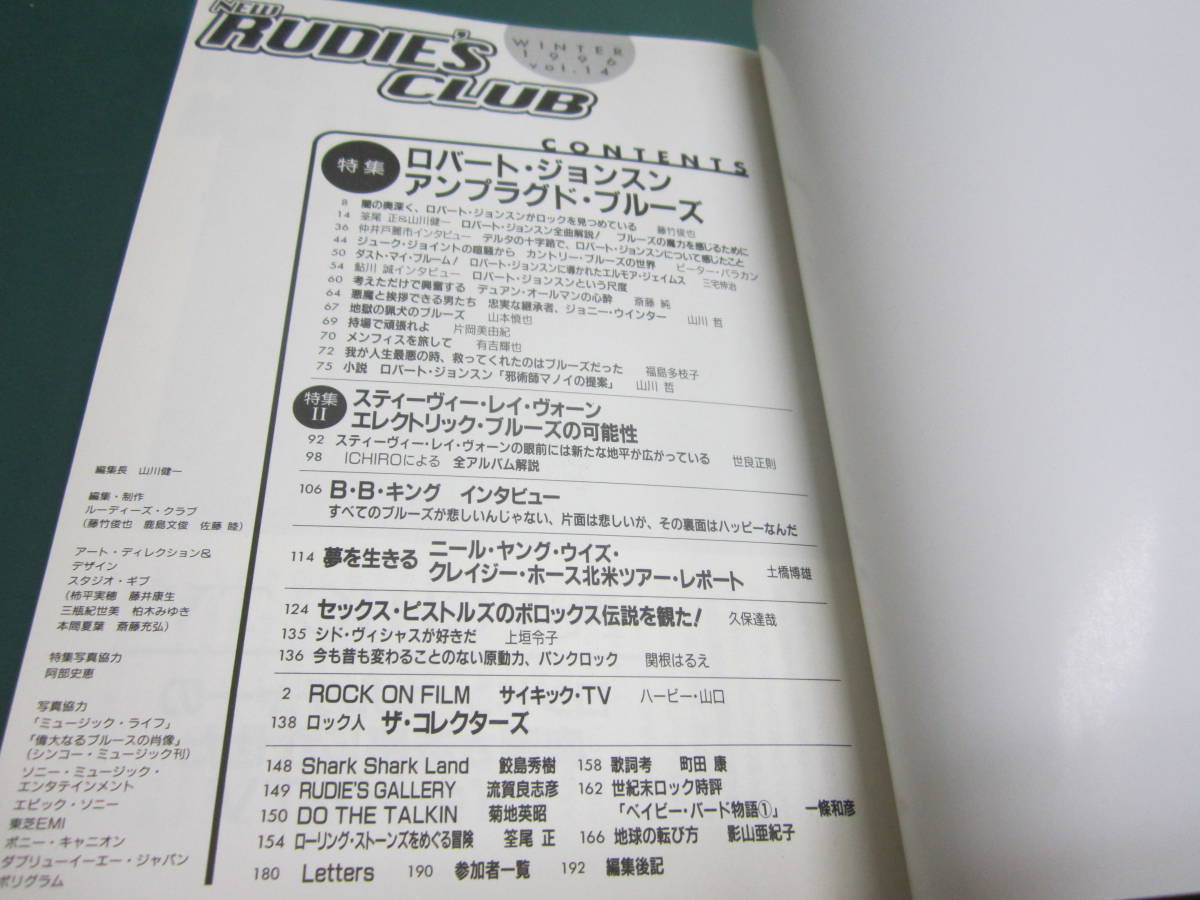 NEW
RUDIE'S
CLUB
WINTER
1996
vol.14
CONTENTS
特集
ロバート・ジョンスン
アンプラグド・ブルーズ
8 闇の奥深く、ロバート・ジョンスンがロックを見つめている 藤竹俊也
14 筌尾 正&山川健一 ロバート・ジョンスン全曲解説! ブルーズの魔力を感じるために
36 仲井戸麗市インタビュー デルタの十字路で、ロバート・ジョンスンについて感じたこと
44 ジューク・ジョイントの喧騒から カントリー・ブルーズの世界 ピーター・バラカン
50 ダスト・マイ・ブルーム! ロバート・ジョンスンに導かれたエルモア・ジェイムス 三宅伸治
54 鮎川 誠インタビュー ロバート・ジョンスンという尺度
60 考えただけで興奮する デュアン・オールマンの心酔 斎藤 純
64 悪魔と挨拶できる男たち 忠実な継承者、ジョニー・ウインター 山川 哲
67 地獄の猟犬のブルーズ 山本慎也
69 持場で頑張れよ 片岡美由紀
70 メンフィスを旅して 有吉輝也
72 我が人生最悪の時、救ってくれたのはブルーズだった 福島多枝子
75 小説 ロバート・ジョンスン「邪術師マノイの提案」 山川 哲
特集
II
スティーヴィー・レイ・ヴォーン
エレクトリック・ブルーズの可能性
92 スティーヴィー・レイ・ヴォーンの眼前には新たな地平が広がっている 世良正則
98 ICHIROによる 全アルバム解説
106 B・B・キング インタビュー
すべてのブルーズが悲しいんじゃない、片面は悲しいが、その裏面はハッピーなんだ
114 夢を生きる ニール・ヤング・ウイズ・
クレイジー・ホース北米ツアー・レポート 土橋博雄
124 セックス・ピストルズのボロックス伝説を観た! 久保達哉
135 シド・ヴィシャスが好きだ 上垣令子
136 今も昔も変わることのない原動力、パンクロック 関根はるえ
2 ROCK ON FILM サイキック・TV ハービー・山口
138 ロック人 ザ・コレクターズ
148 Shark Shark Land 鮫島秀樹
149 RUDIE'S GALLERY 流賀良志彦
150 DO THE TALKIN 菊地英昭
154 ローリング・ストーンズをめぐる冒険 筌尾 正
158 歌詞考 町田 康
162 世紀末ロック時評
「ベイビー・バード物語①」 一條和彦
166 地球の転び方 影山亜紀子
180 Letters 190 参加者一覧 192 編集後記
編集長 山川健一
編集・制作
ルーディーズ・クラブ
(藤竹俊也 鹿島文俊 佐藤 睦)
アート・ディレクション&
デザイン
スタジオ・ギブ
(柿平実穂 藤井康生
三瓶紀世美 柏木みゆき
本間夏葉 斎藤充弘)
特集写真協力
阿部史恵
写真協力
「ミュージック・ライフ」
「偉大なるブルースの肖像」
(シンコー・ミュージック刊)
ソニー・ミュージック・
エンタテインメント
エピック・ソニー
東芝EMI
ポニー・キャニオン
ダブリューイーエー・ジャパン
ポリグラム